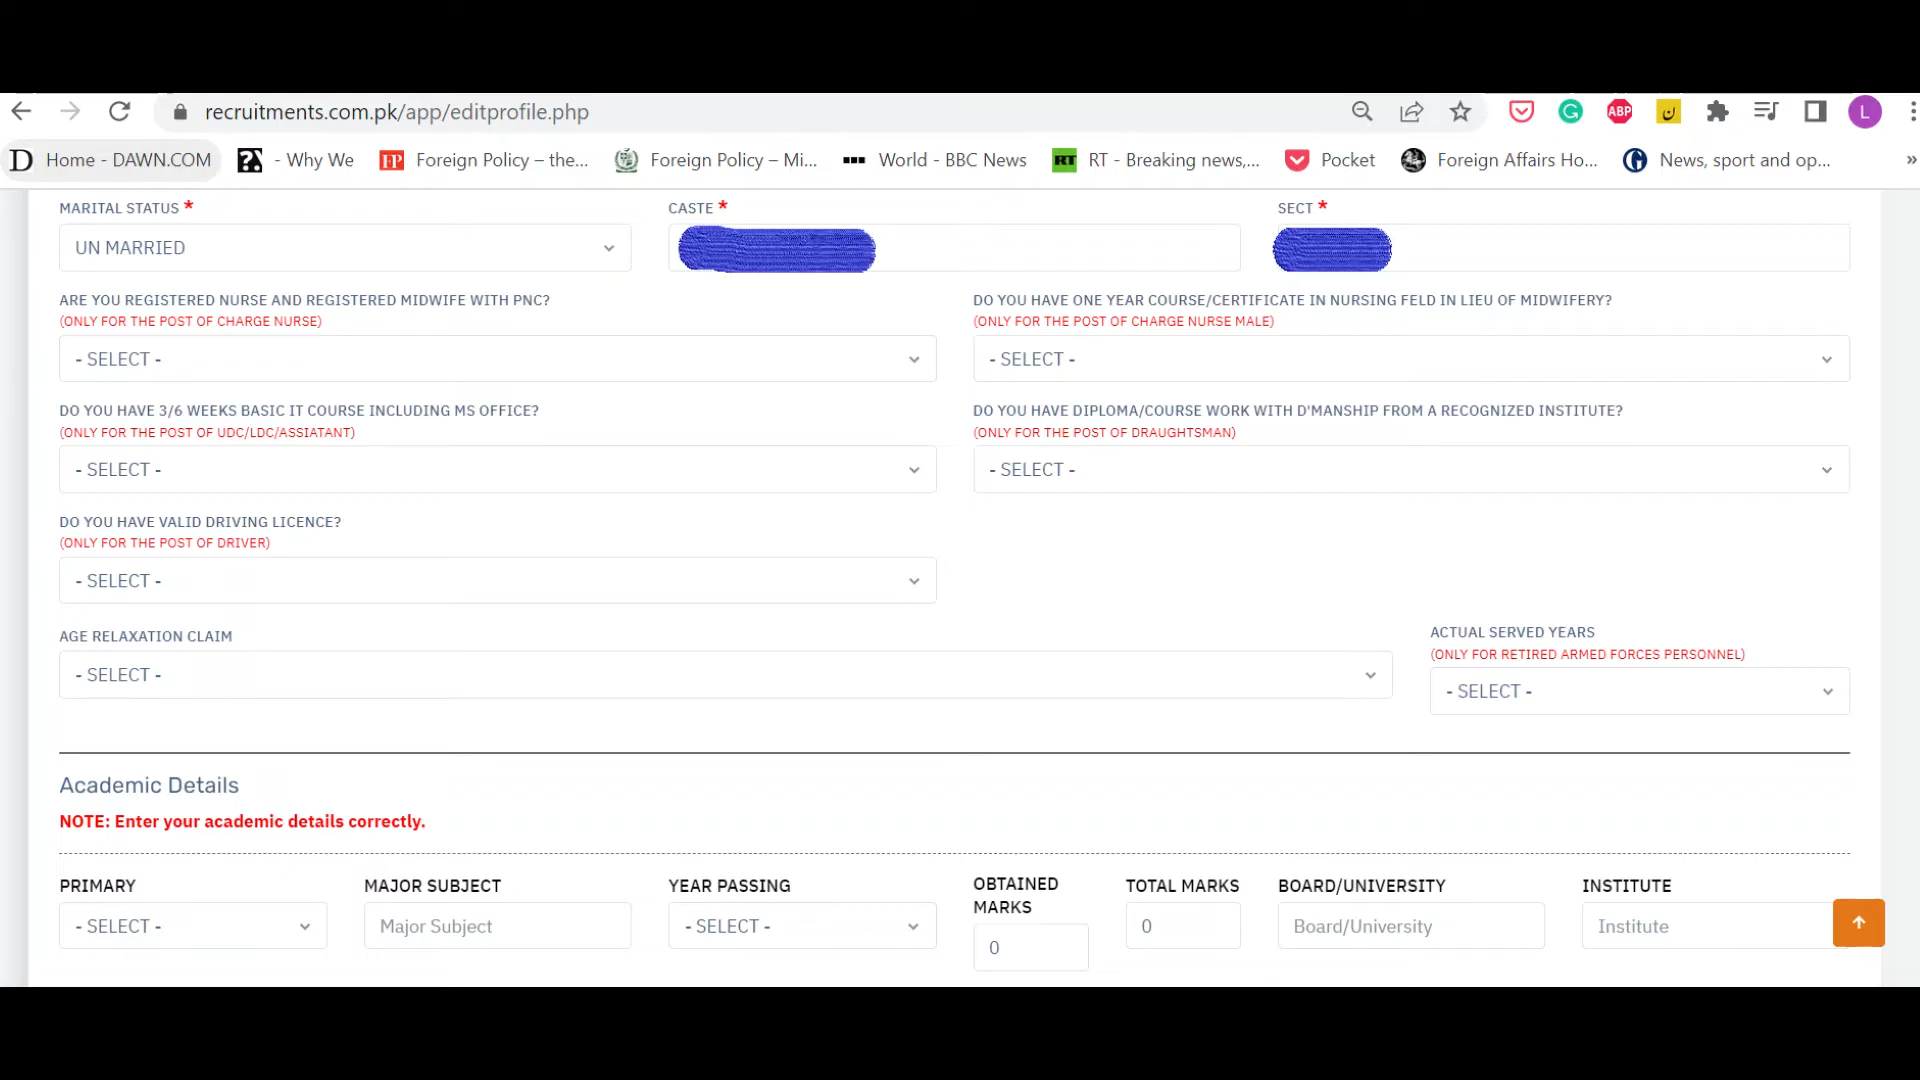 recruitments.com.pk/app/editprofile.php
ABP
L
Home - DAWN.COM
- Why We
FP
Foreign Policy – the...
Foreign Policy – Mi...
World - BBC News
RT
RT - Breaking news,...
Pocket
Foreign Affairs Ho...
News, sport and op...
»
MARITAL STATUS * CASTE * SECT *
UN MARRIED
ARE YOU REGISTERED NURSE AND REGISTERED MIDWIFE WITH PNC?
(ONLY FOR THE POST OF CHARGE NURSE)
- SELECT -
DO YOU HAVE ONE YEAR COURSE/CERTIFICATE IN NURSING FELD IN LIEU OF MIDWIFERY?
(ONLY FOR THE POST OF CHARGE NURSE MALE)
- SELECT -
DO YOU HAVE 3/6 WEEKS BASIC IT COURSE INCLUDING MS OFFICE?
(ONLY FOR THE POST OF UDC/LDC/ASSIATANT)
- SELECT -
DO YOU HAVE DIPLOMA/COURSE WORK WITH D'MANSHIP FROM A RECOGNIZED INSTITUTE?
(ONLY FOR THE POST OF DRAUGHTSMAN)
- SELECT -
DO YOU HAVE VALID DRIVING LICENCE?
(ONLY FOR THE POST OF DRIVER)
- SELECT -
AGE RELAXATION CLAIM
- SELECT -
ACTUAL SERVED YEARS
(ONLY FOR RETIRED ARMED FORCES PERSONNEL)
- SELECT -
Academic Details
NOTE: Enter your academic details correctly.
PRIMARY
- SELECT -
MAJOR SUBJECT
Major Subject
YEAR PASSING
- SELECT -
OBTAINED
MARKS
0
TOTAL MARKS
0
BOARD/UNIVERSITY
Board/University
INSTITUTE
Institute